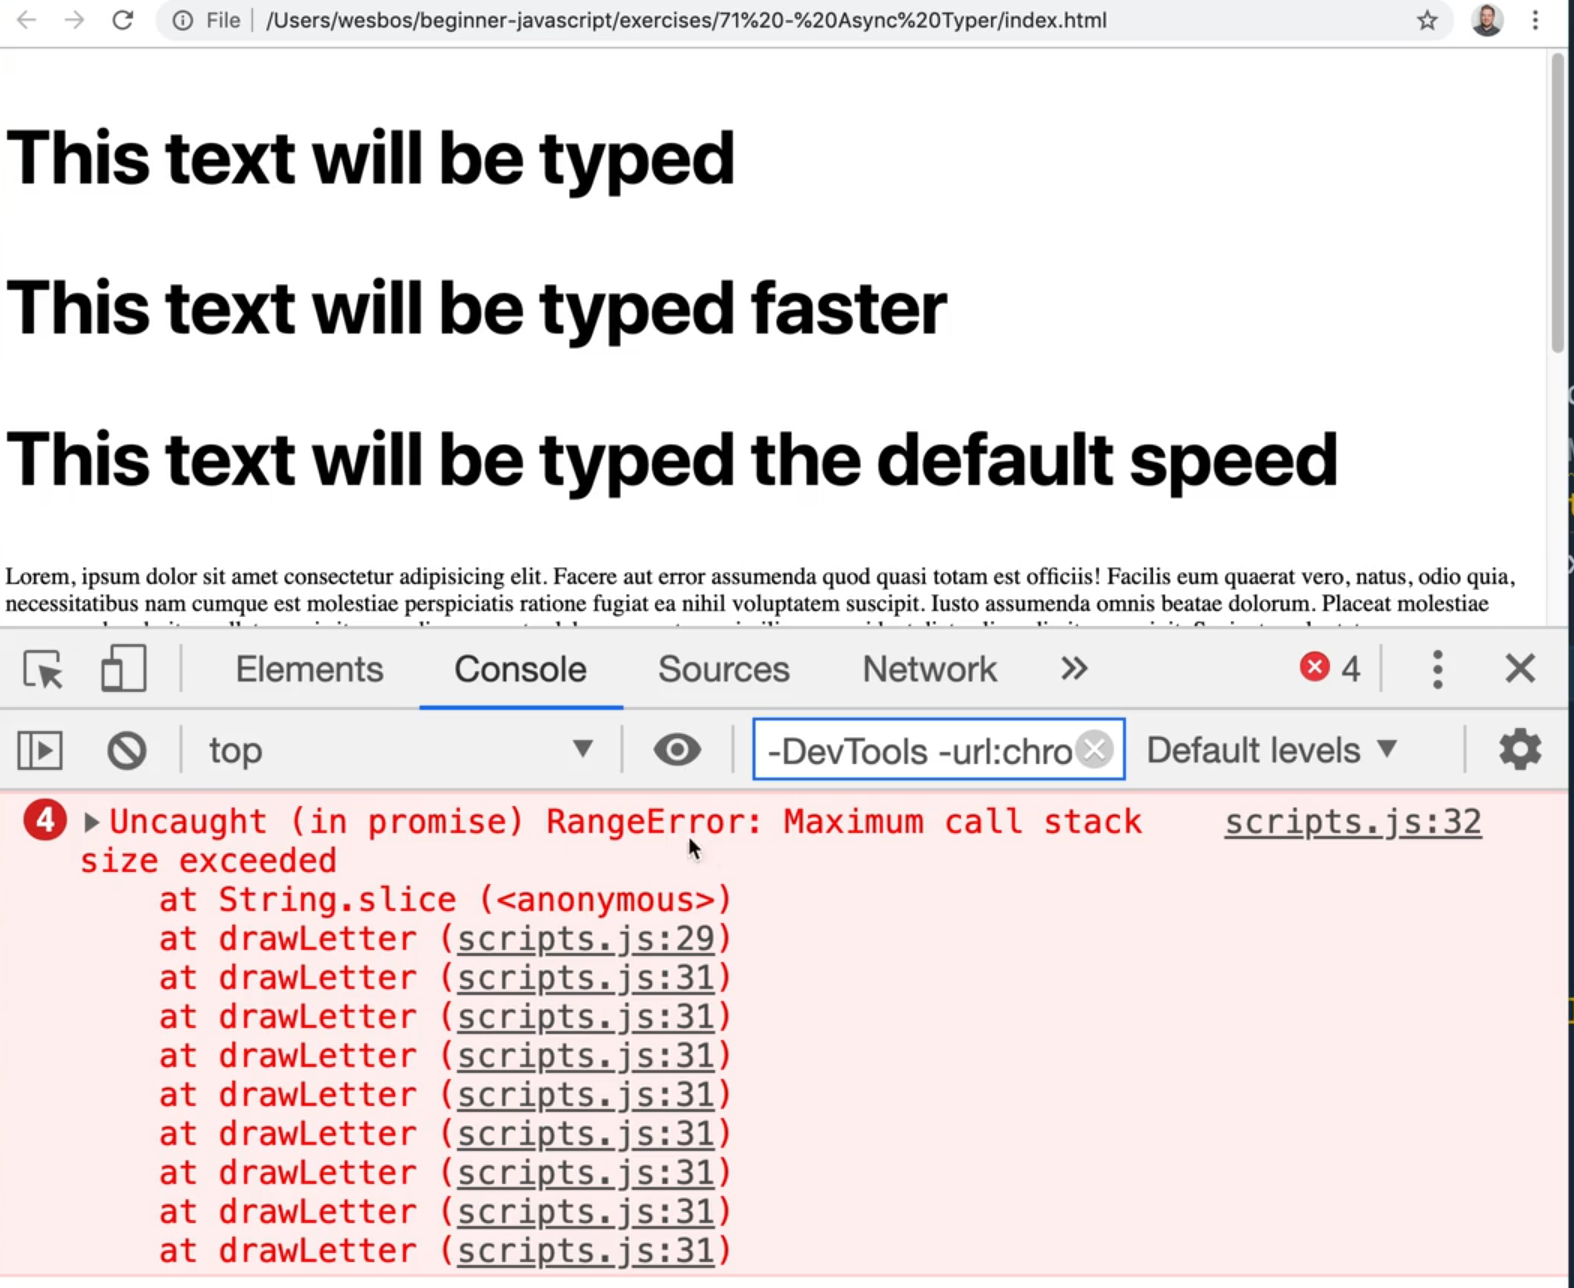 File | /Users/wesbos/beginner-javascript/exercises/71%20-%20Async%20Typer/index.html
This text will be typed
This text will be typed faster
This text will be typed the default speed
Lorem, ipsum dolor sit amet consectetur adipisicing elit. Facere aut error assumenda quod quasi totam est officiis! Facilis eum quaerat vero, natus, odio quia,
necessitatibus nam cumque est molestiae perspiciatis ratione fugiat ea nihil voluptatem suscipit. Iusto assumenda omnis beatae dolorum. Placeat molestiae
Elements Console Sources Network 4
top -DevTools -url:chro Default levels
4 Uncaught (in promise) RangeError: Maximum call stack scripts.js:32
size exceeded
at String.slice (<anonymous>)
at drawLetter (scripts.js:29)
at drawLetter (scripts.js:31)
at drawLetter (scripts.js:31)
at drawLetter (scripts.js:31)
at drawLetter (scripts.js:31)
at drawLetter (scripts.js:31)
at drawLetter (scripts.js:31)
at drawLetter (scripts.js:31)
at drawLetter (scripts.js:31)